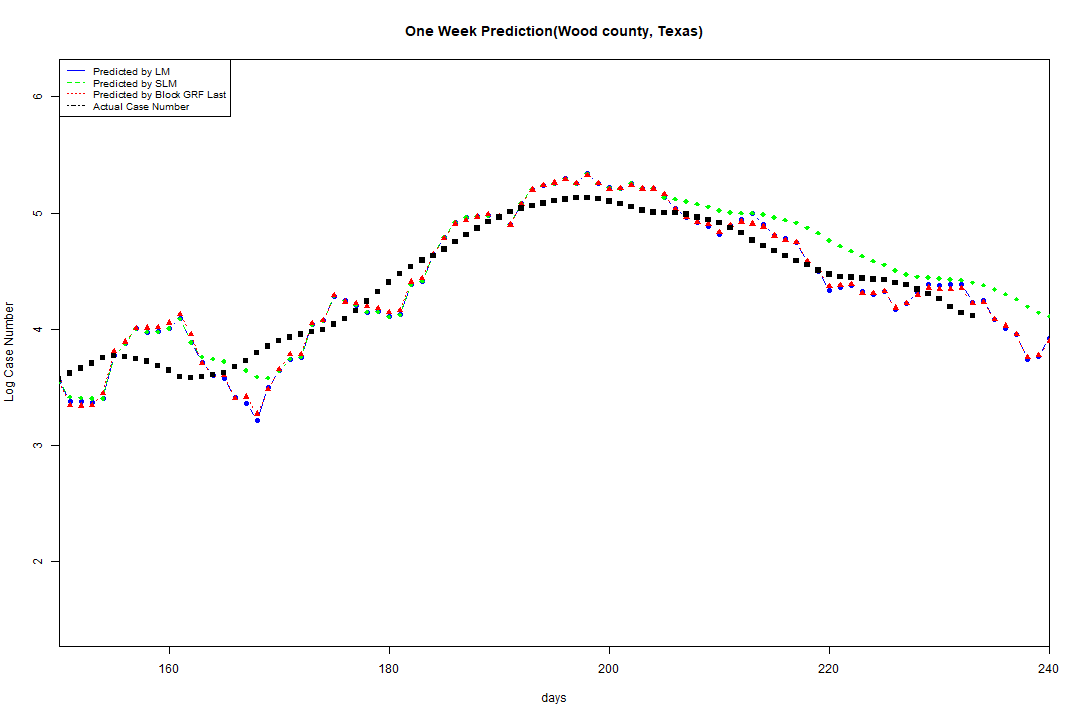 One Week Prediction(Wood county, Texas)
Predicted by LM
Predicted by SLM
Predicted by Block GRF Last
Actual Case Number
6
5
4
3
2
Log Case Number
160 180 200 220 240
days